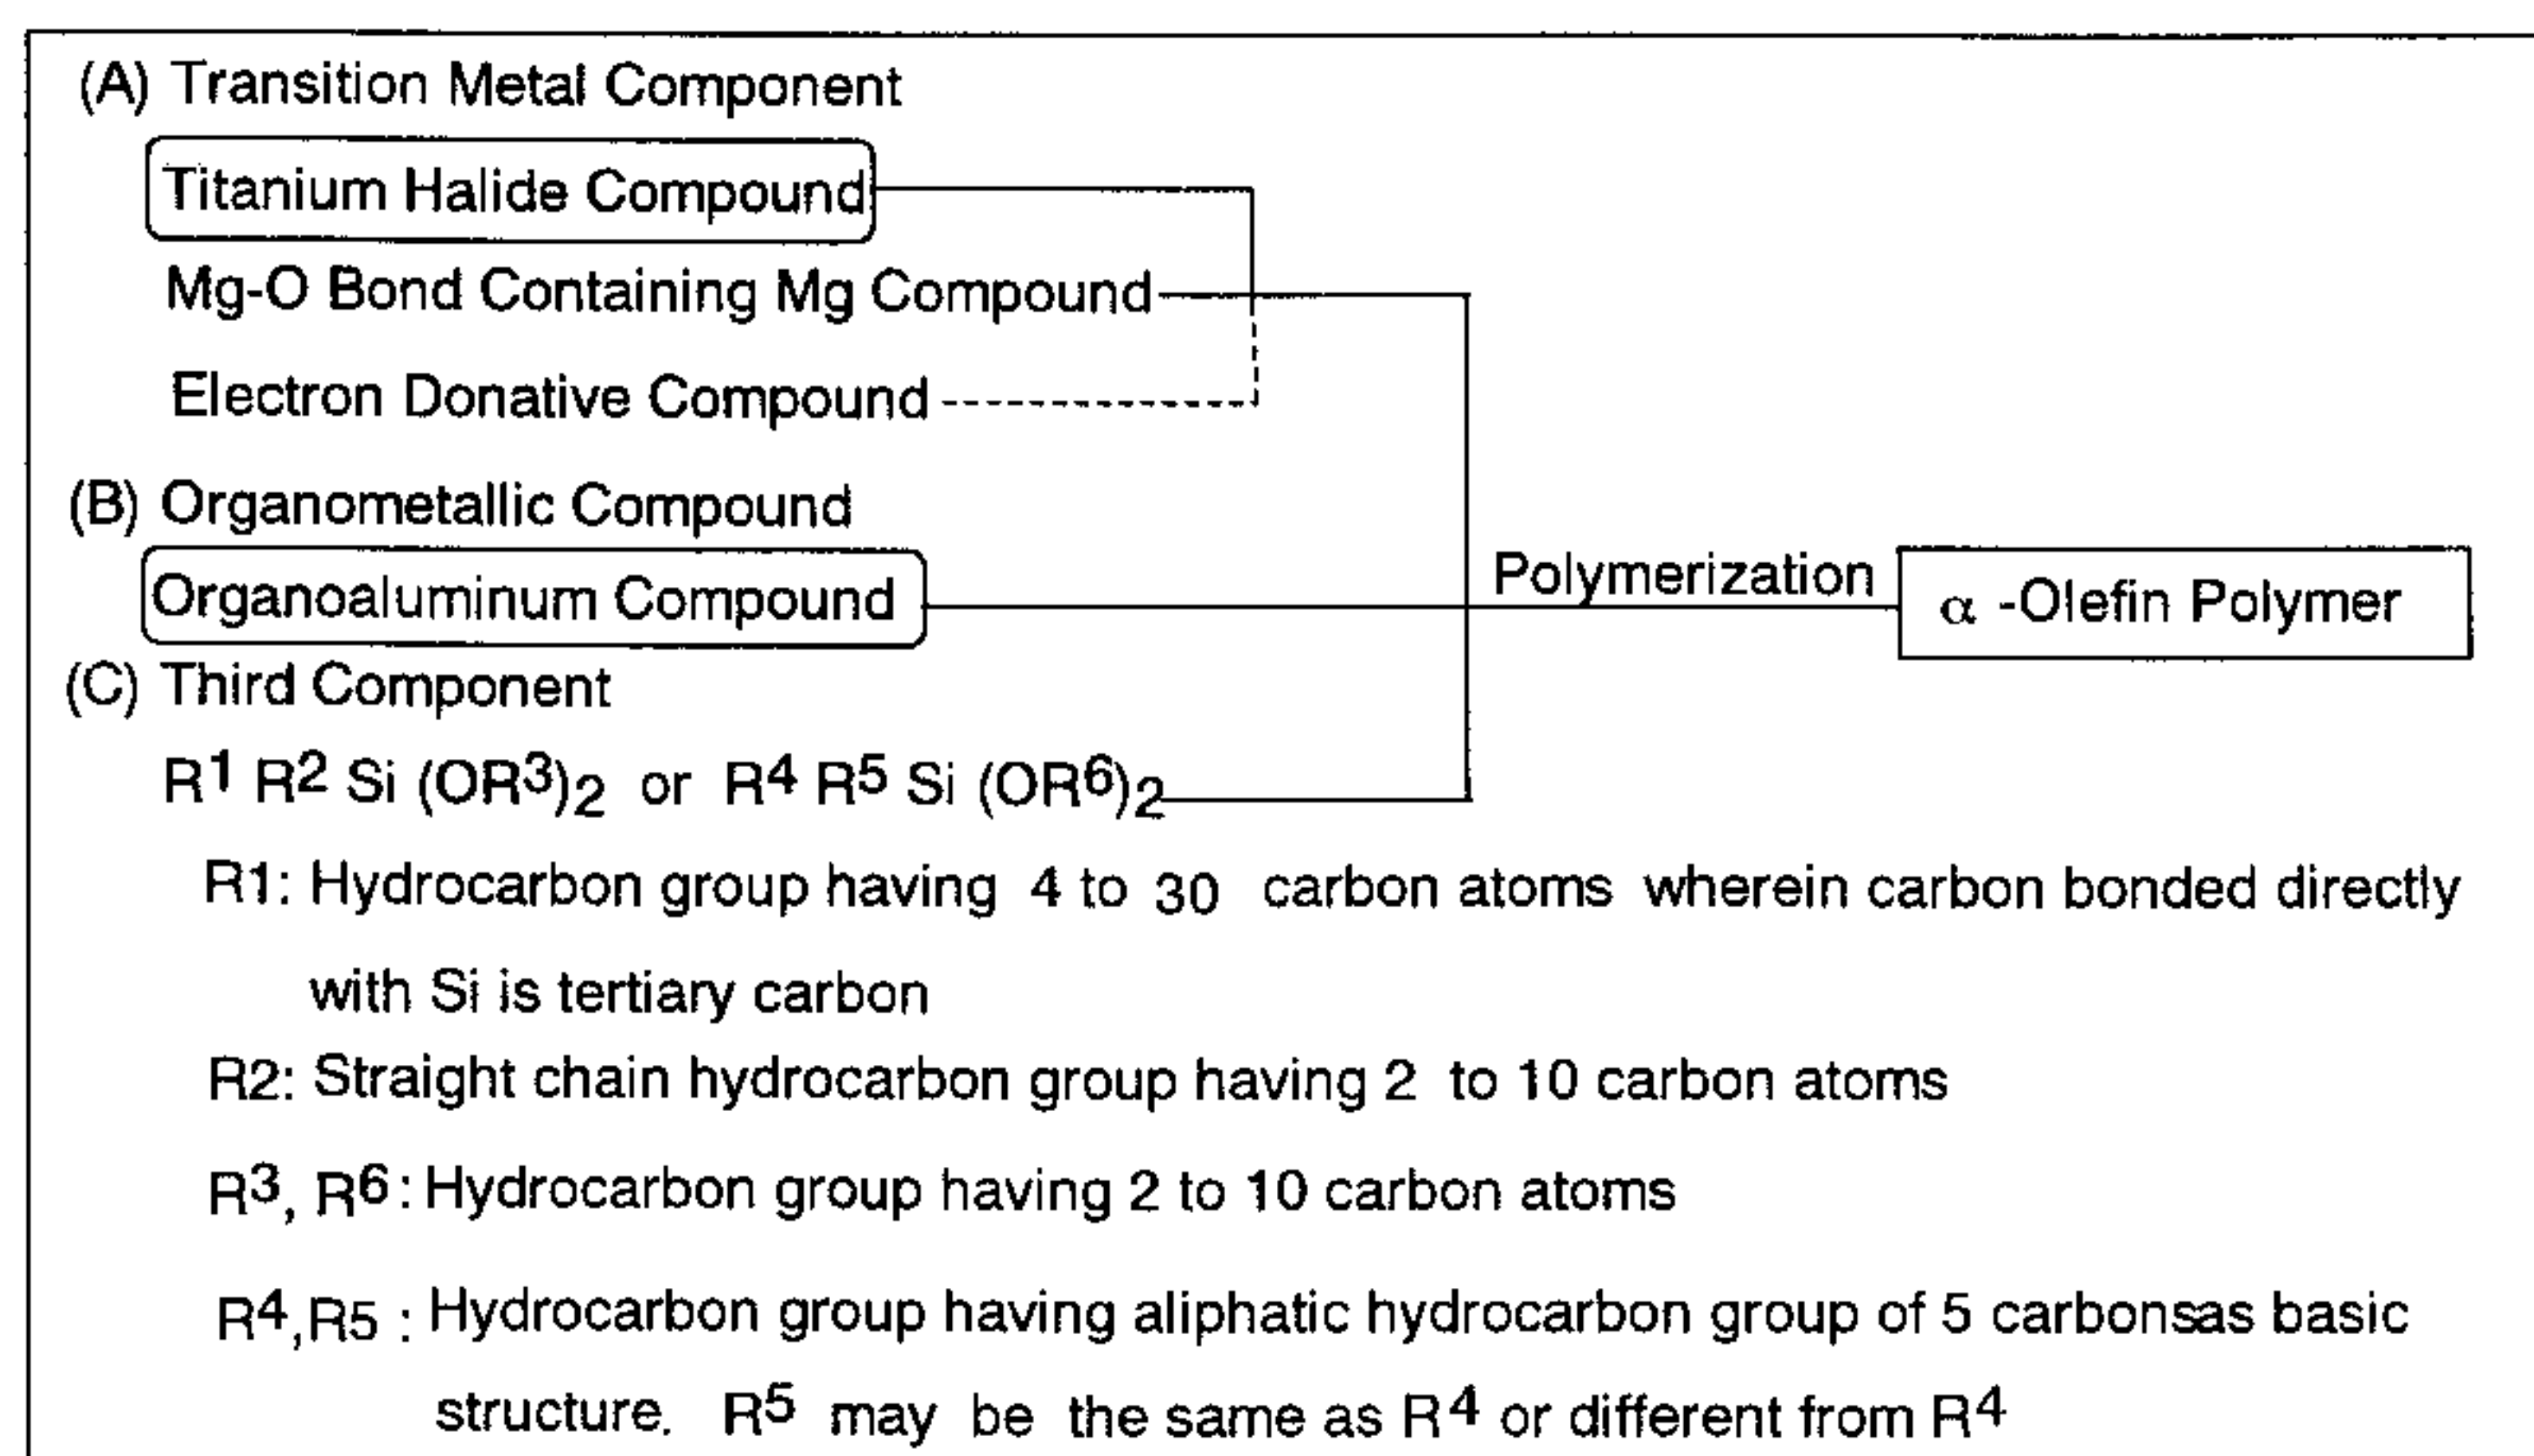 (A) Transition Metal Component
Titanium Halide Compound
Mg-O Bond Containing Mg Compound
Electron Donative Compound
(B) Organometallic Compound
Organoaluminum Compound
Polymerization
α -Olefin Polymer
(C) Third Component
R1 R2 Si (OR3)2 or R4 R5 Si (OR6)2
R1: Hydrocarbon group having 4 to 30 carbon atoms wherein carbon bonded directly
with Si is tertiary carbon
R2: Straight chain hydrocarbon group having 2 to 10 carbon atoms
R3, R6 : Hydrocarbon group having 2 to 10 carbon atoms
R4,R5 : Hydrocarbon group having aliphatic hydrocarbon group of 5 carbonsas basic
structure. R5 may be the same as R4 or different from R4